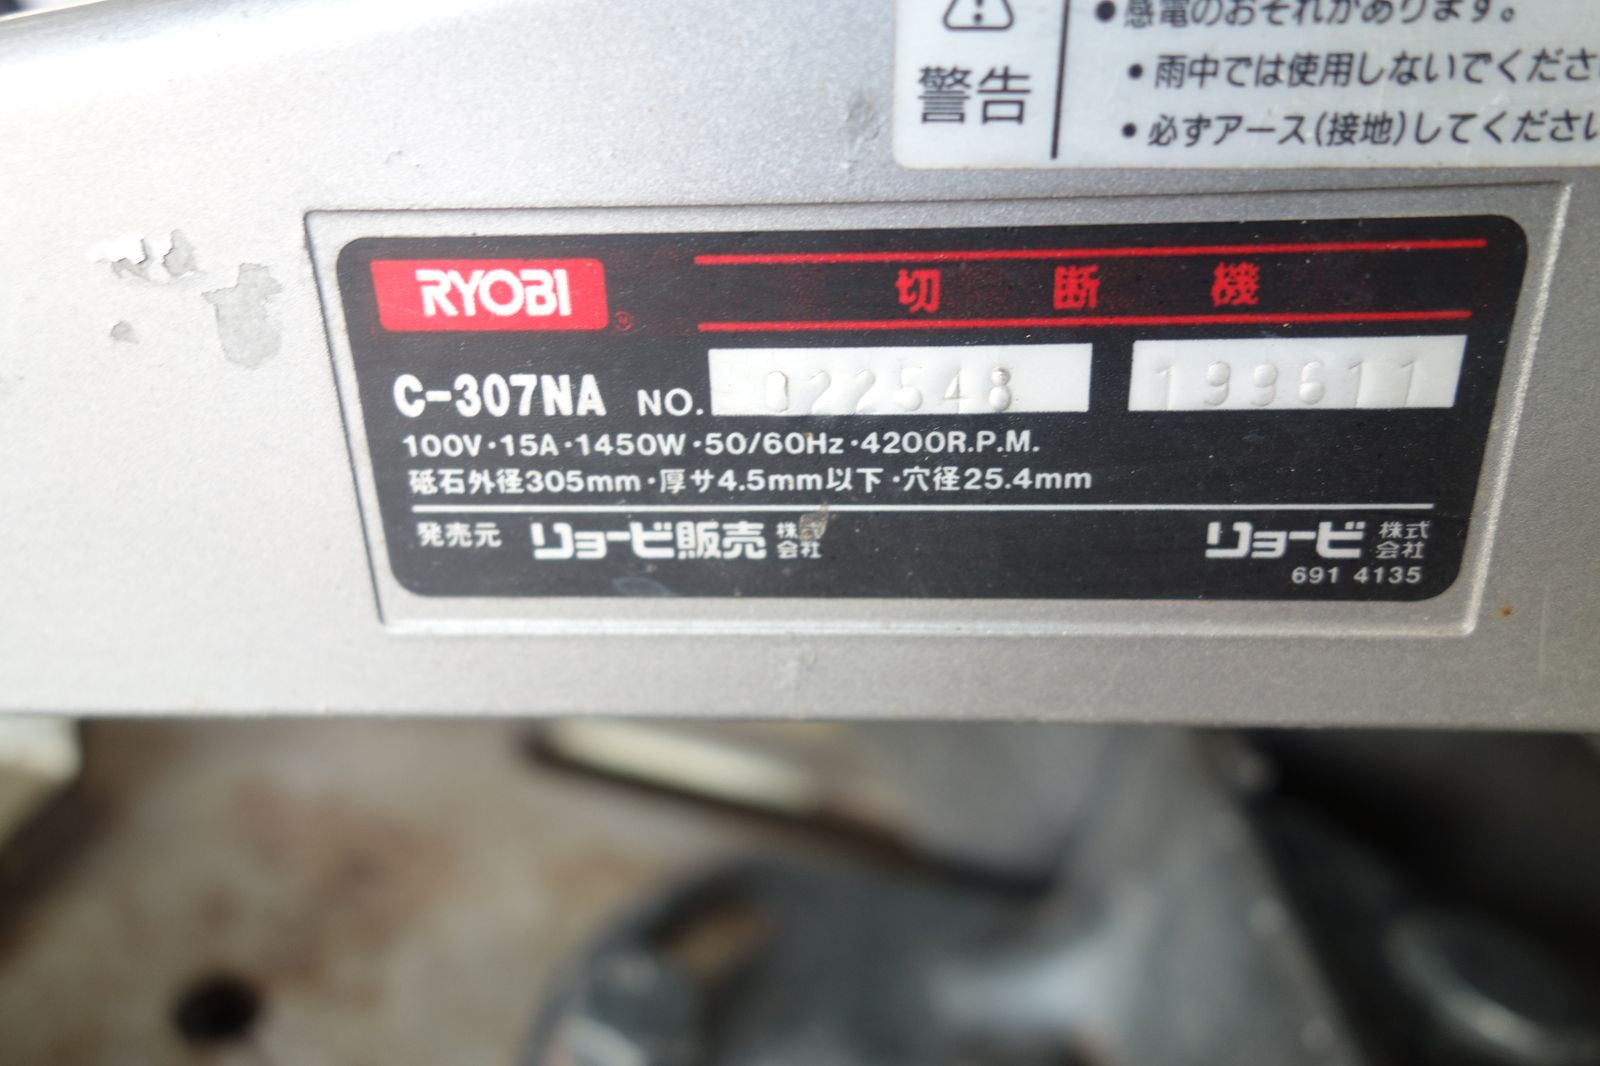 ●感電のおそれがあります。
警告
•雨中では使用しないでくださ
•必ずアース(接地)してくださ
RYOBI
切断機
C-307NA NO. 022548 199611
100V·15A·1450W·50/60Hz·4200R.P.M.
砥石外径305mm·厚サ4.5mm以下·穴径25.4mm
発売元 リョービ販売株式会社 リョービ株式会社
691 4135